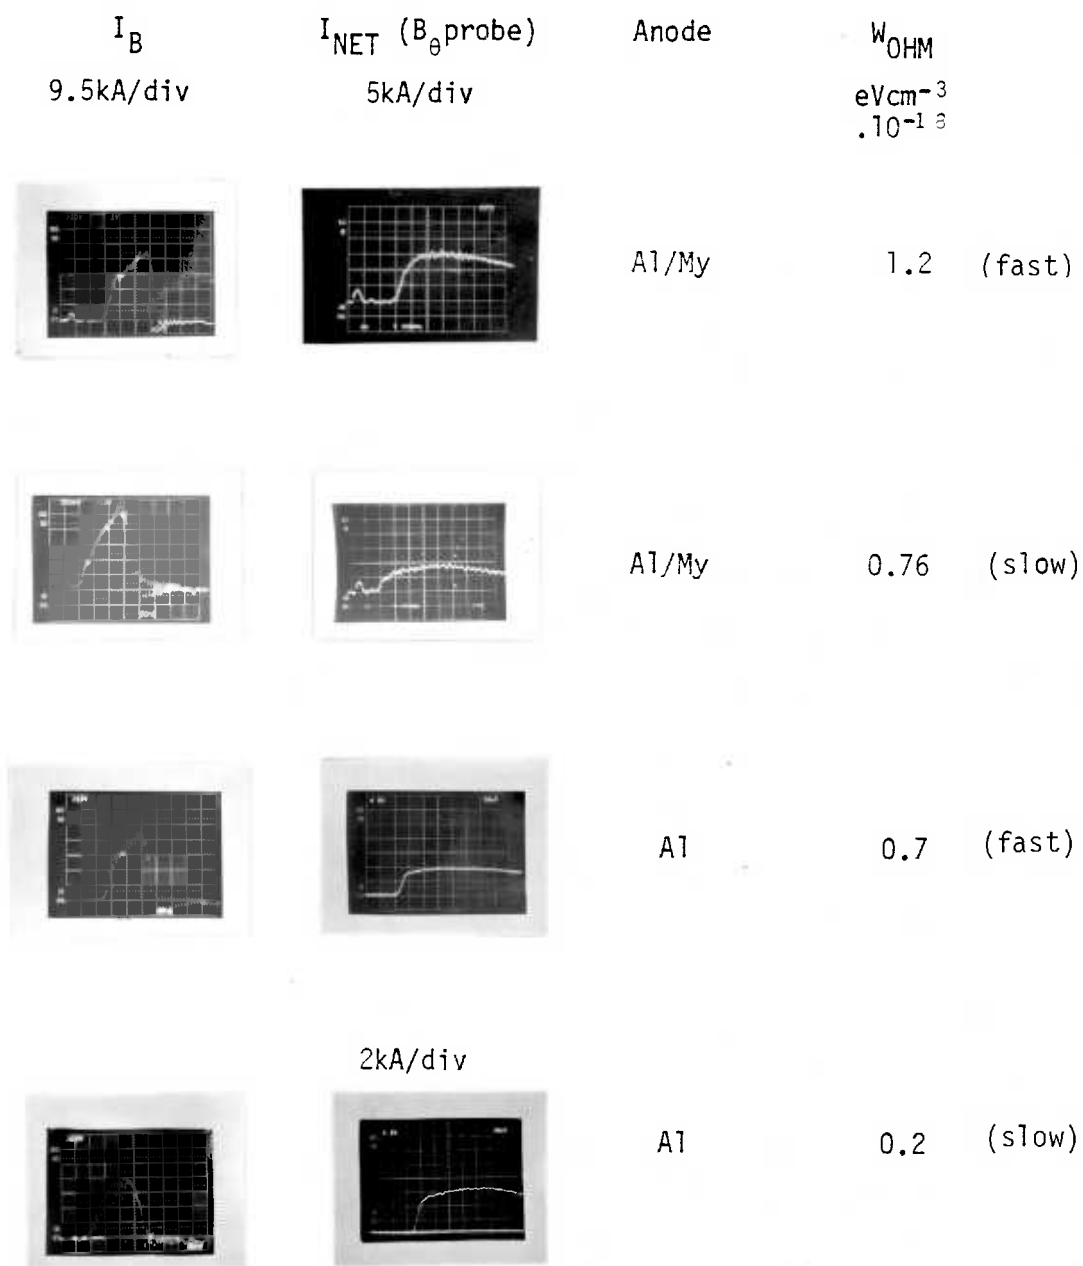 I_B I_NET (B_θ probe) Anode W_OHM
9.5kA/div 5kA/div eVcm⁻³
.10⁻¹⁸
Al/My 1.2 (fast)
Al/My 0.76 (slow)
Al 0.7 (fast)
2kA/div
Al 0.2 (slow)